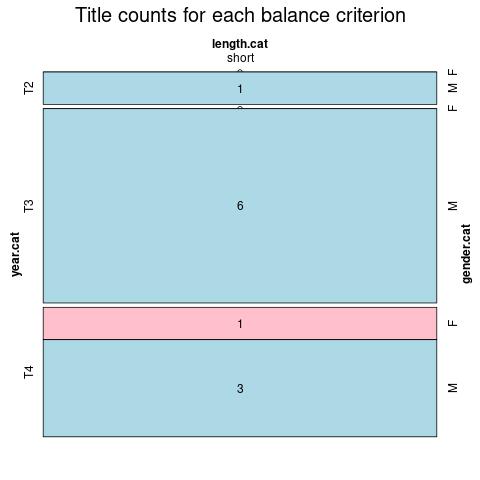 Title counts for each balance criterion
length.cat
short
year.cat
gender.cat
T2
1
F
M
T3
6
F
M
T4
1
F
3
M